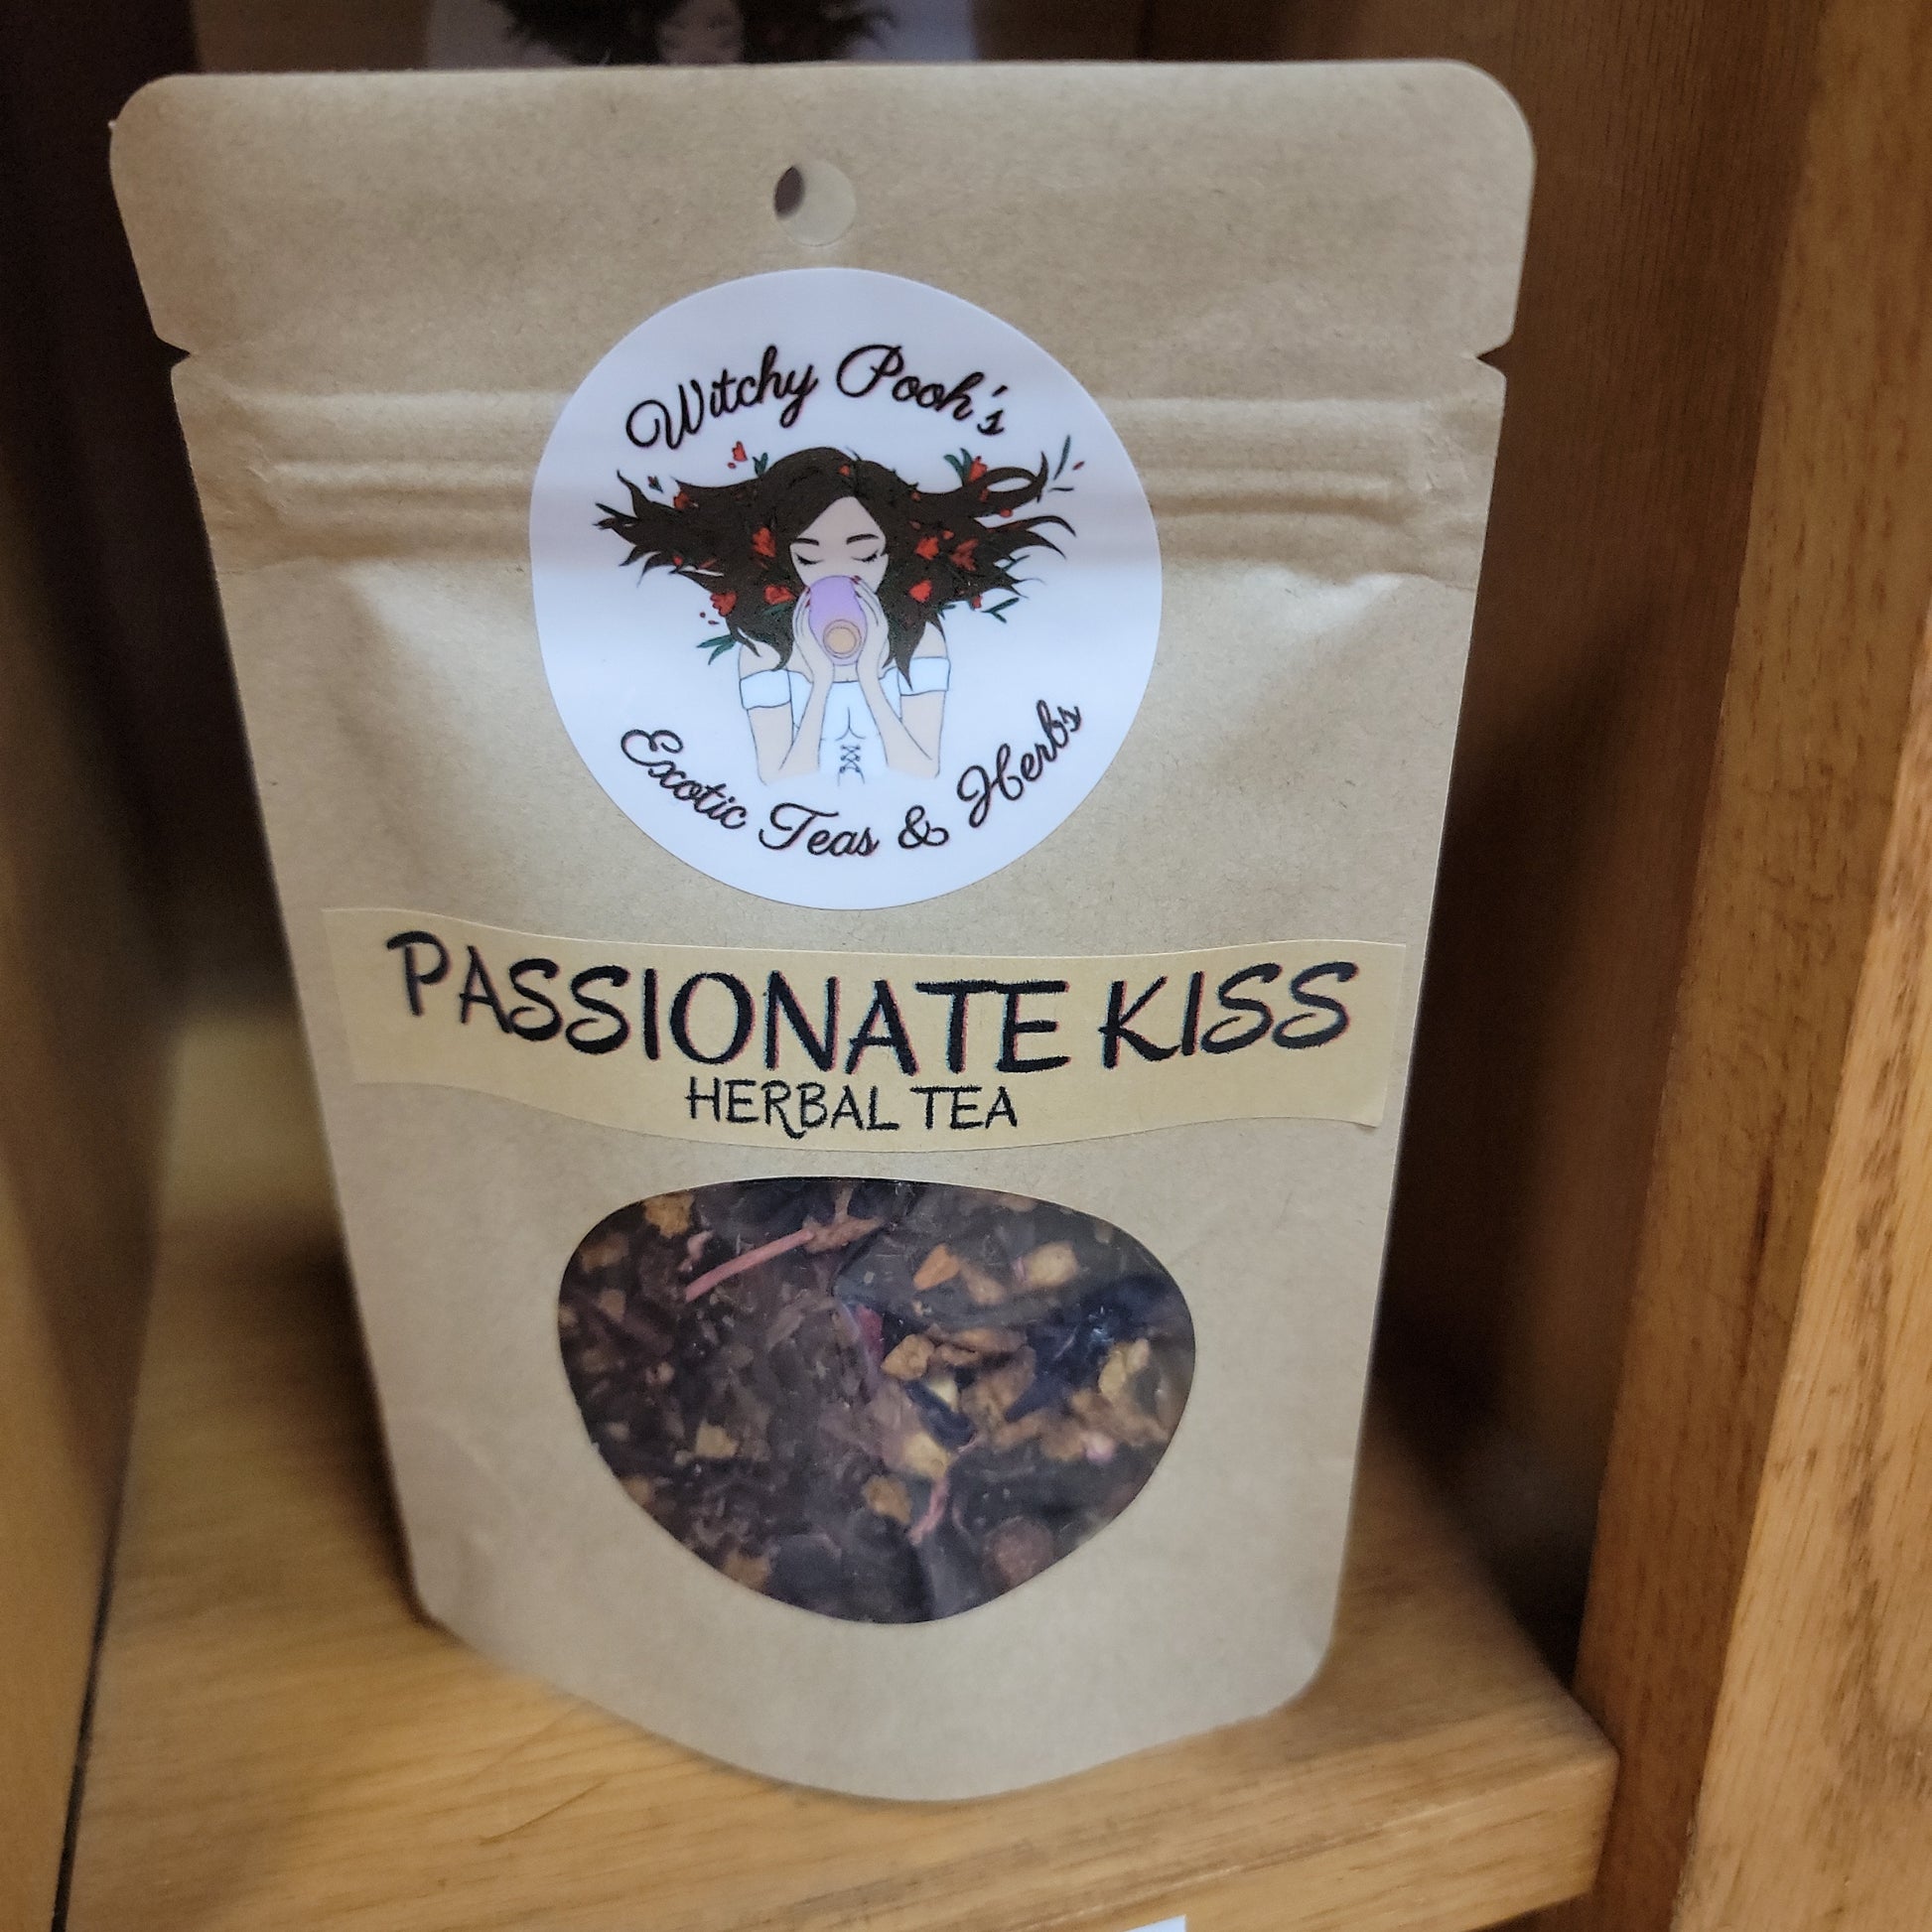 Witchy Pooh's
Exotic Teas & Herbs
PASSIONATE KISS
HERBAL TEA